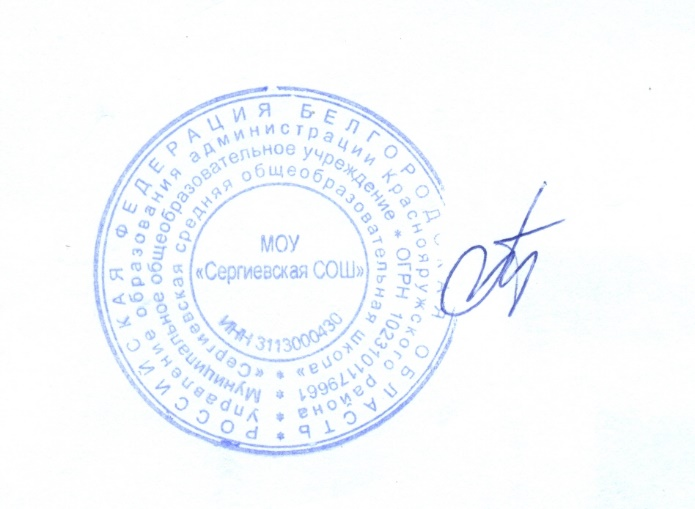 РОССИЙСКАЯ ФЕДЕРАЦИЯ БЕЛГОРОДСКАЯ ОБЛАСТЬ *
Управление образования администрации Краснояружского района *
Муниципальное общеобразовательное учреждение * ОГРН 1023101179661 *
«Сергиевская средняя общеобразовательная школа» *
МОУ
«Сергиевская СОШ»
ИНН 3113000430